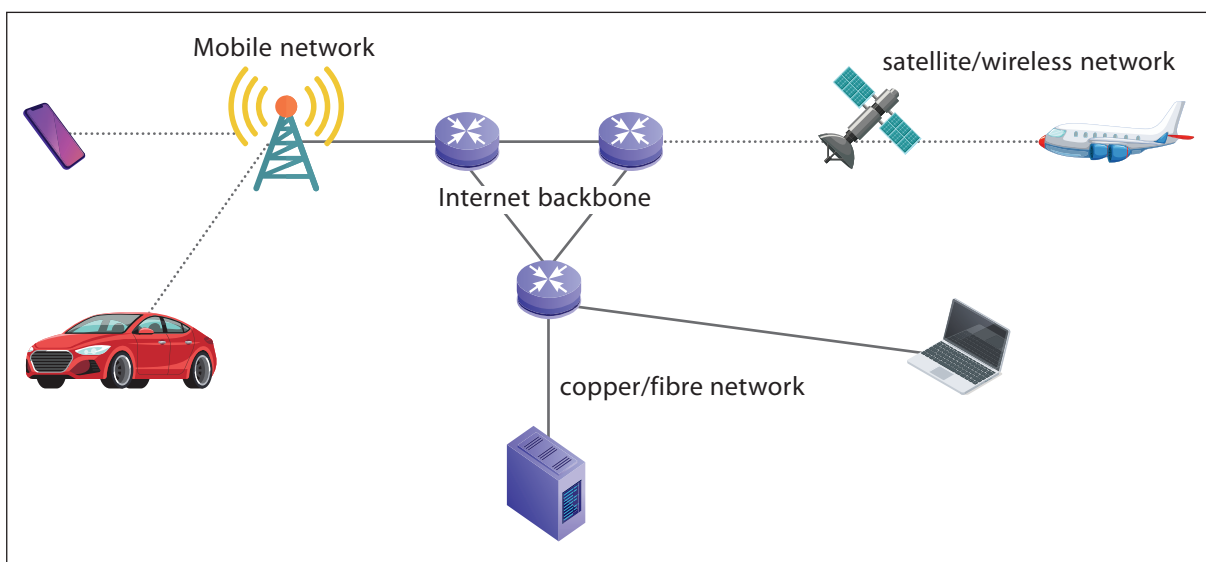 Mobile network
satellite/wireless network
Internet backbone
copper/fibre network